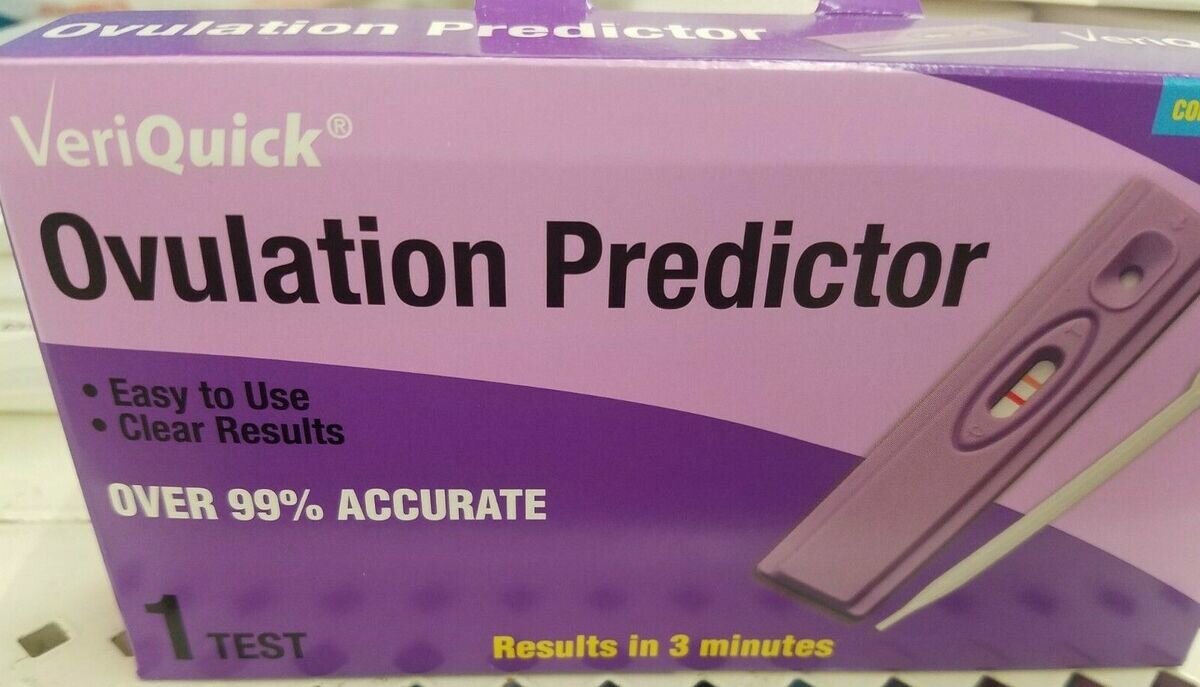 Ovulation Predictor
VeriQuick®
Ovulation Predictor
• Easy to Use
• Clear Results
OVER 99% ACCURATE
1 TEST
Results in 3 minutes